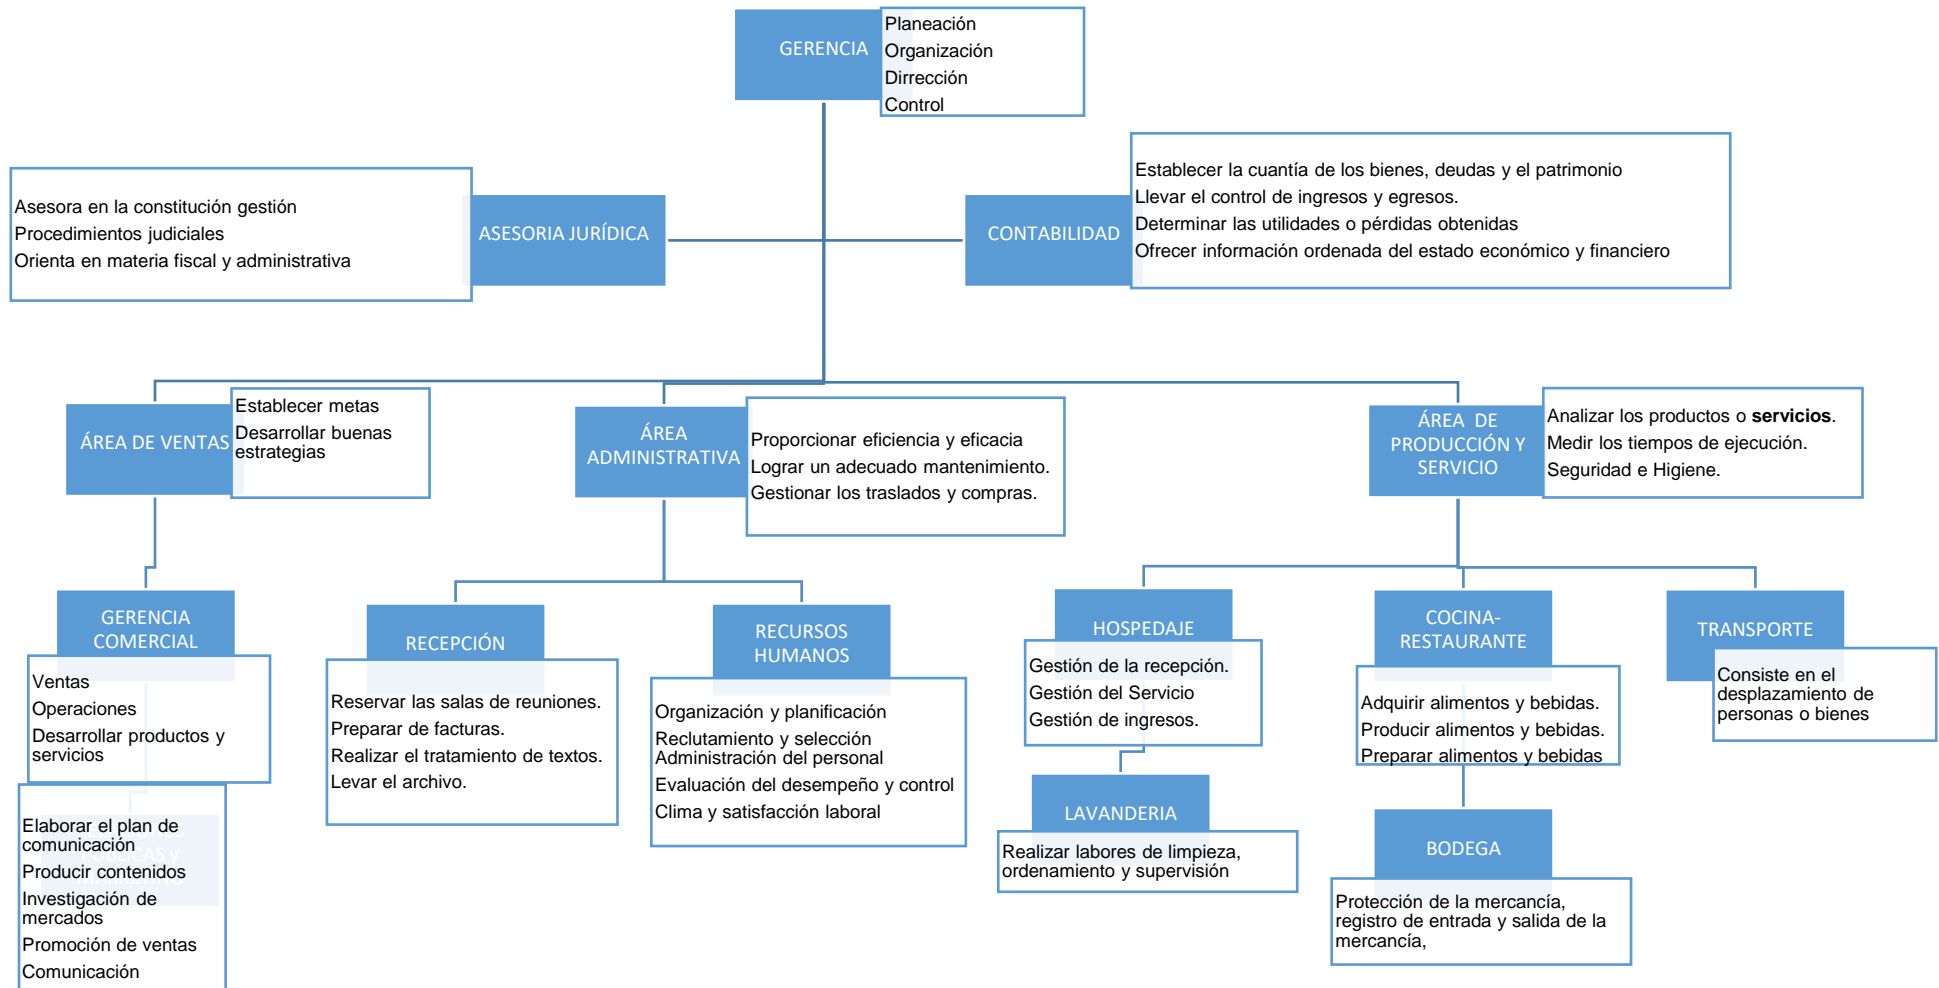 GERENCIA
Planeación
Organización
Dirrección
Control
Asesora en la constitución gestión
Procedimientos judiciales
Orienta en materia fiscal y administrativa
ASESORIA JURÍDICA
CONTABILIDAD
Establecer la cuantía de los bienes, deudas y el patrimonio
Llevar el control de ingresos y egresos.
Determinar las utilidades o pérdidas obtenidas
Ofrecer información ordenada del estado económico y financiero
ÁREA DE VENTAS
Establecer metas
Desarrollar buenas
estrategias
ÁREA
ADMINISTRATIVA
Proporcionar eficiencia y eficacia
Lograr un adecuado mantenimiento.
Gestionar los traslados y compras.
ÁREA DE
PRODUCCIÓN Y
SERVICIO
Analizar los productos o servicios.
Medir los tiempos de ejecución.
Seguridad e Higiene.
GERENCIA
COMERCIAL
Ventas
Operaciones
Desarrollar productos y
servicios
RECEPCIÓN
Reservar las salas de reuniones.
Preparar de facturas.
Realizar el tratamiento de textos.
Levar el archivo.
RECURSOS
HUMANOS
Organización y planificación
Reclutamiento y selección
Administración del personal
Evaluación del desempeño y control
Clima y satisfacción laboral
HOSPEDAJE
Gestión de la recepción.
Gestión del Servicio
Gestión de ingresos.
COCINA-
RESTAURANTE
Adquirir alimentos y bebidas.
Producir alimentos y bebidas.
Preparar alimentos y bebidas
TRANSPORTE
Consiste en el
desplazamiento de
personas o bienes
Elaborar el plan de
comunicación
Producir contenidos
Investigación de
mercados
Promoción de ventas
Comunicación
LAVANDERIA
Realizar labores de limpieza,
ordenamiento y supervisión
BODEGA
Protección de la mercancía,
registro de entrada y salida de la
mercancía,